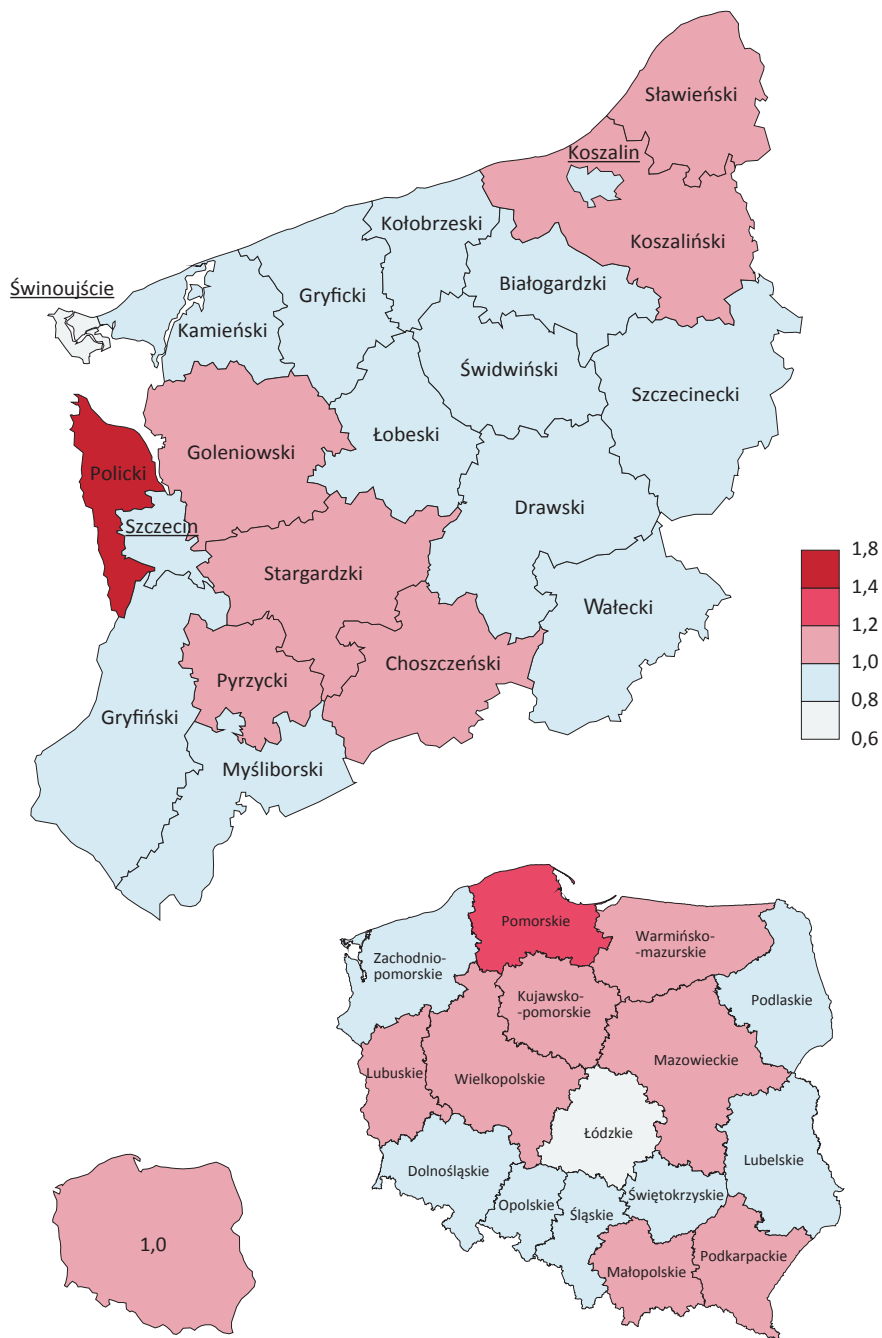 Sławieński
Koszalin
Kołobrzeski
Koszaliński
Świnoujście
Gryficki
Białogardzki
Kamieński
Świdwiński
Szczecinecki
Goleniowski
Łobeski
Policki
Drawski
Szczecin
Stargardzki
Wałecki
Choszczeński
Pyrzycki
Gryfiński
Myśliborski
1,8
1,4
1,2
1,0
0,8
0,6
Pomorskie
Warmińsko-
-mazurskie
Zachodnio-
pomorskie
Kujawsko-
-pomorskie
Podlaskie
Mazowieckie
Lubuskie
Wielkopolskie
Łódzkie
Lubelskie
Dolnośląskie
Opolskie
Śląskie
Świętokrzyskie
Podkarpackie
Małopolskie
1,0